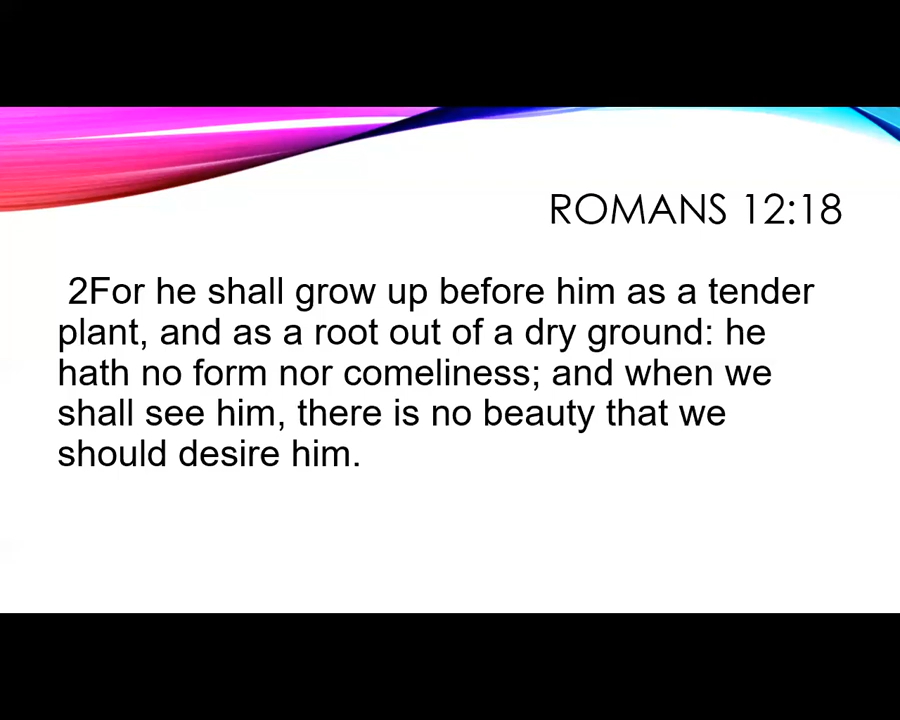 ROMANS 12:18
2For he shall grow up before him as a tender
plant, and as a root out of a dry ground: he
hath no form nor comeliness; and when we
shall see him, there is no beauty that we
should desire him.